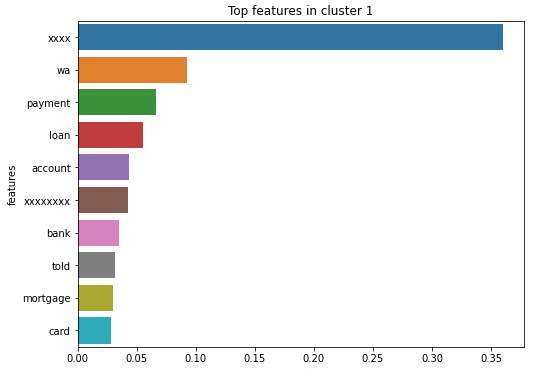 Top features in cluster 1
features
xxxx
wa
payment
loan
account
xxxxxxxx
bank
told
mortgage
card
0.00 0.05 0.10 0.15 0.20 0.25 0.30 0.35